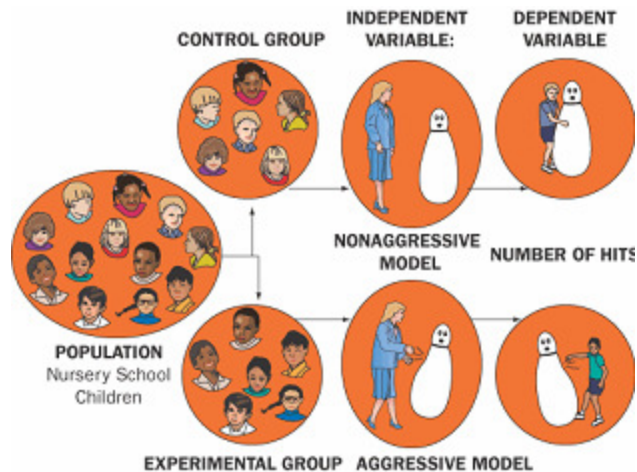 CONTROL GROUP
INDEPENDENT
VARIABLE:
DEPENDENT
VARIABLE
NONAGGRESSIVE
MODEL
NUMBER OF HITS
POPULATION
Nursery School
Children
EXPERIMENTAL GROUP
AGGRESSIVE MODEL